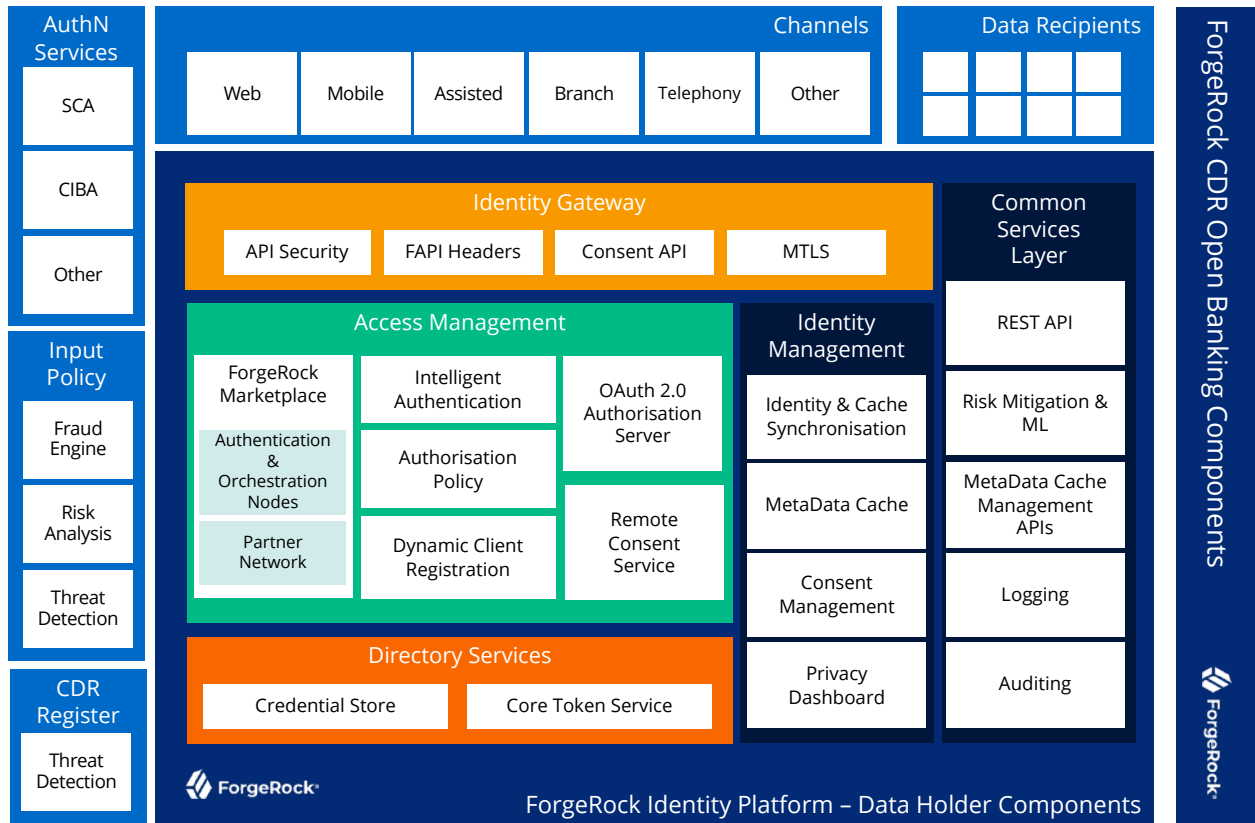 AuthN
Services
SCA
CIBA
Other
Input
Policy
Fraud
Engine
Risk
Analysis
Threat
Detection
CDR
Register
Threat
Detection
Channels
Web
Mobile
Assisted
Branch
Telephony
Other
Data Recipients
Identity Gateway
API Security
FAPI Headers
Consent API
MTLS
Access Management
ForgeRock
Marketplace
Authentication
&
Orchestration
Nodes
Partner
Network
Intelligent
Authentication
Authorisation
Policy
Dynamic Client
Registration
OAuth 2.0
Authorisation
Server
Remote
Consent
Service
Directory Services
Credential Store
Core Token Service
Identity
Management
Identity & Cache
Synchronisation
MetaData Cache
Consent
Management
Privacy
Dashboard
Common
Services
Layer
REST API
Risk Mitigation &
ML
MetaData Cache
Management
APIs
Logging
Auditing
ForgeRock
ForgeRock Identity Platform – Data Holder Components
ForgeRock CDR Open Banking Components
ForgeRock